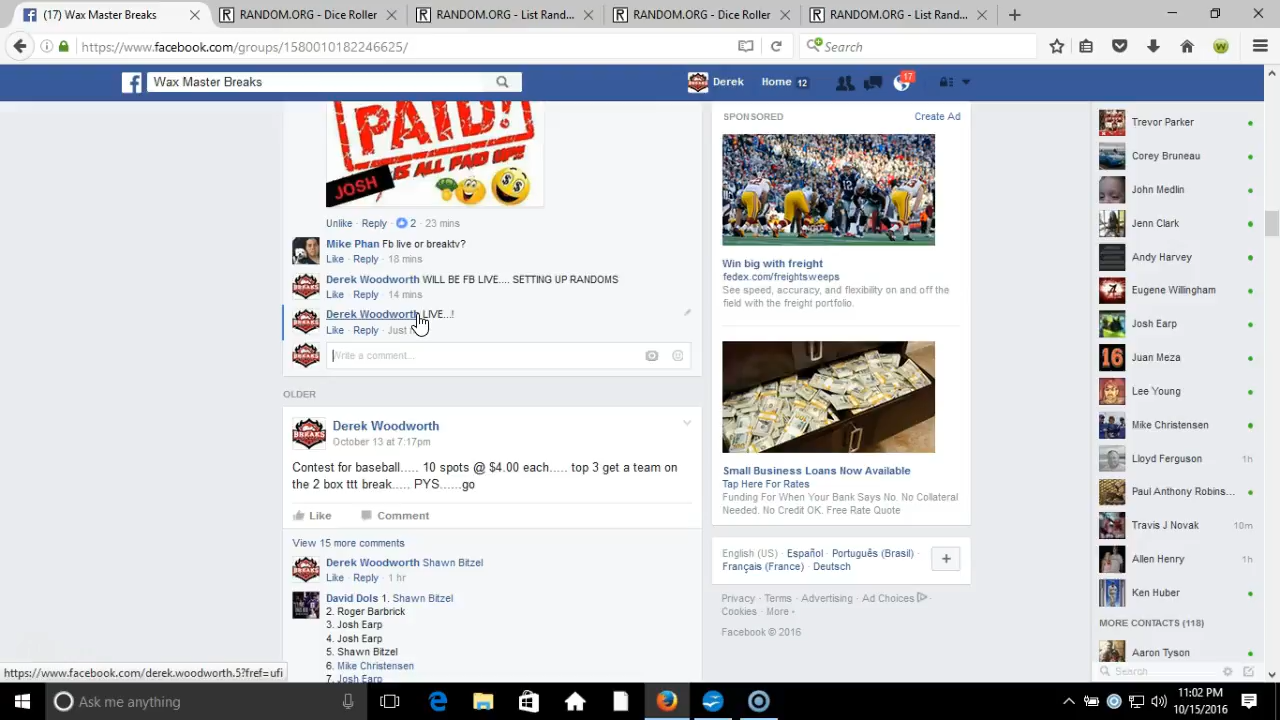 (17) Wax Master Breaks
RANDOM.ORG - Dice Roller
RANDOM.ORG - List Rand...
RANDOM.ORG - Dice Roller
RANDOM.ORG - List Rand...
https://www.facebook.com/groups/1580010182246625/
Search
Wax Master Breaks
Derek
Home 12
17
PAID!
IS ALL PAID UP!
JOSH
Unlike · Reply · 2 · 23 mins
Mike Phan Fb live or breaktv?
Like · Reply · 18 mins
Derek Woodworth WILL BE FB LIVE.... SETTING UP RANDOMS
Like · Reply · 14 mins
Derek Woodworth LIVE...!
Like · Reply · Just
Write a comment...
OLDER
Derek Woodworth
October 13 at 7:17pm
Contest for baseball..... 10 spots @ $4.00 each..... top 3 get a team on
the 2 box ttt break..... PYS......go
Like
Comment
View 15 more comments
Derek Woodworth Shawn Bitzel
Like · Reply · 1 hr
David Dols 1. Shawn Bitzel
2. Roger Barbrick
3. Josh Earp
4. Josh Earp
5. Shawn Bitzel
6. Mike Christensen
7. Josh Earp
SPONSORED
Create Ad
Win big with freight
fedex.com/freightsweeps
See speed, accuracy, and flexibility on and off the
field with the freight portfolio.
Small Business Loans Now Available
Tap Here For Rates
Funding For When Your Bank Says No. No Collateral
Needed, No Credit OK. Free Rate Quote
English (US) · Español · Português (Brasil) ·
Français (France) · Deutsch
Privacy · Terms · Advertising · Ad Choices ·
Cookies · More
Facebook © 2016
Trevor Parker
Corey Bruneau
John Medlin
Jenn Clark
Andy Harvey
Eugene Willingham
Josh Earp
Juan Meza
Lee Young
Mike Christensen
Lloyd Ferguson 1h
Paul Anthony Robins...
Travis J Novak 10m
Allen Henry 1h
Ken Huber
MORE CONTACTS (118)
Aaron Tyson
Search
https://www.facebook.com/derek.woodworth.5?fref=ufi
Ask me anything
11:02 PM
10/15/2016